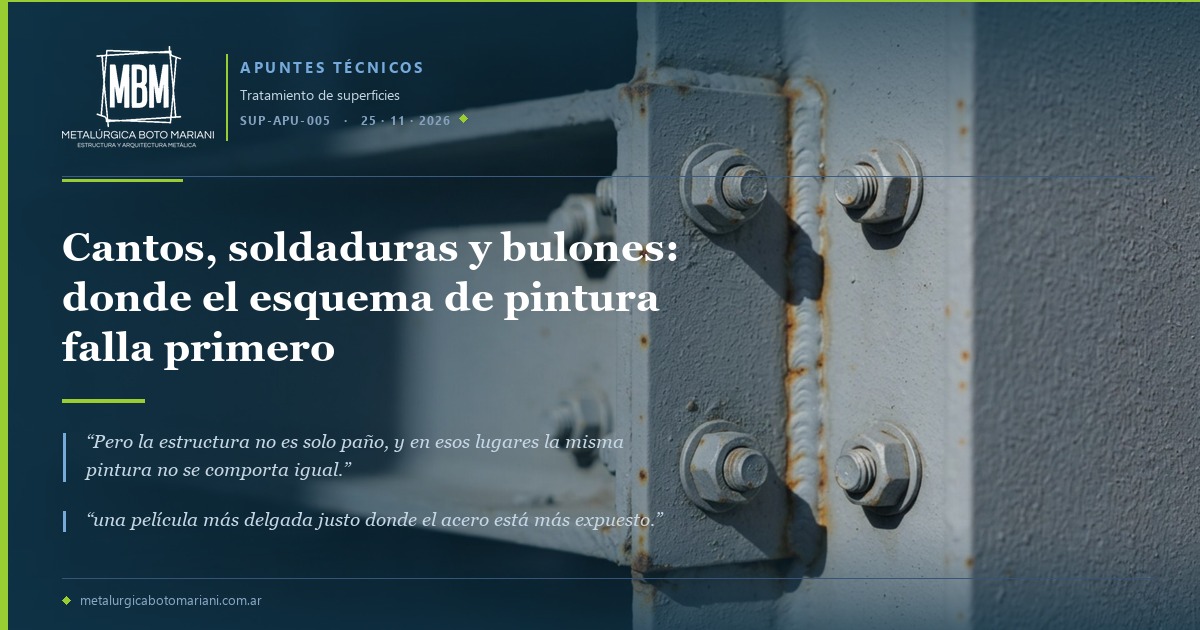 MBM
METALÚRGICA BOTO MARIANI
ESTRUCTURA Y ARQUITECTURA METÁLICA
APUNTES TÉCNICOS
Tratamiento de superficies
SUP-APU-005 · 25 · 11 · 2026
Cantos, soldaduras y bulones:
donde el esquema de pintura
falla primero
“Pero la estructura no es solo paño, y en esos lugares la misma
pintura no se comporta igual.”
“una película más delgada justo donde el acero está más expuesto.”
metalurgicabotomariani.com.ar